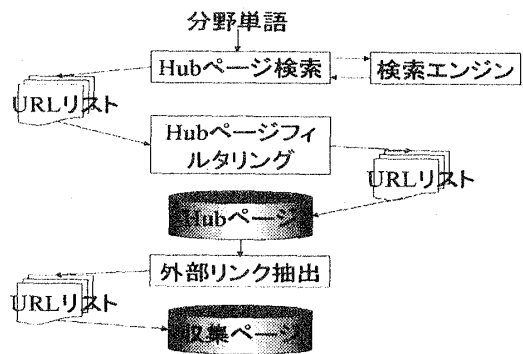 分野単語
Hubページ検索
検索エンジン
URLリスト
Hubページフィ
ルタリング
URLリスト
Hubページ
外部リンク抽出
URLリスト
収集ページ